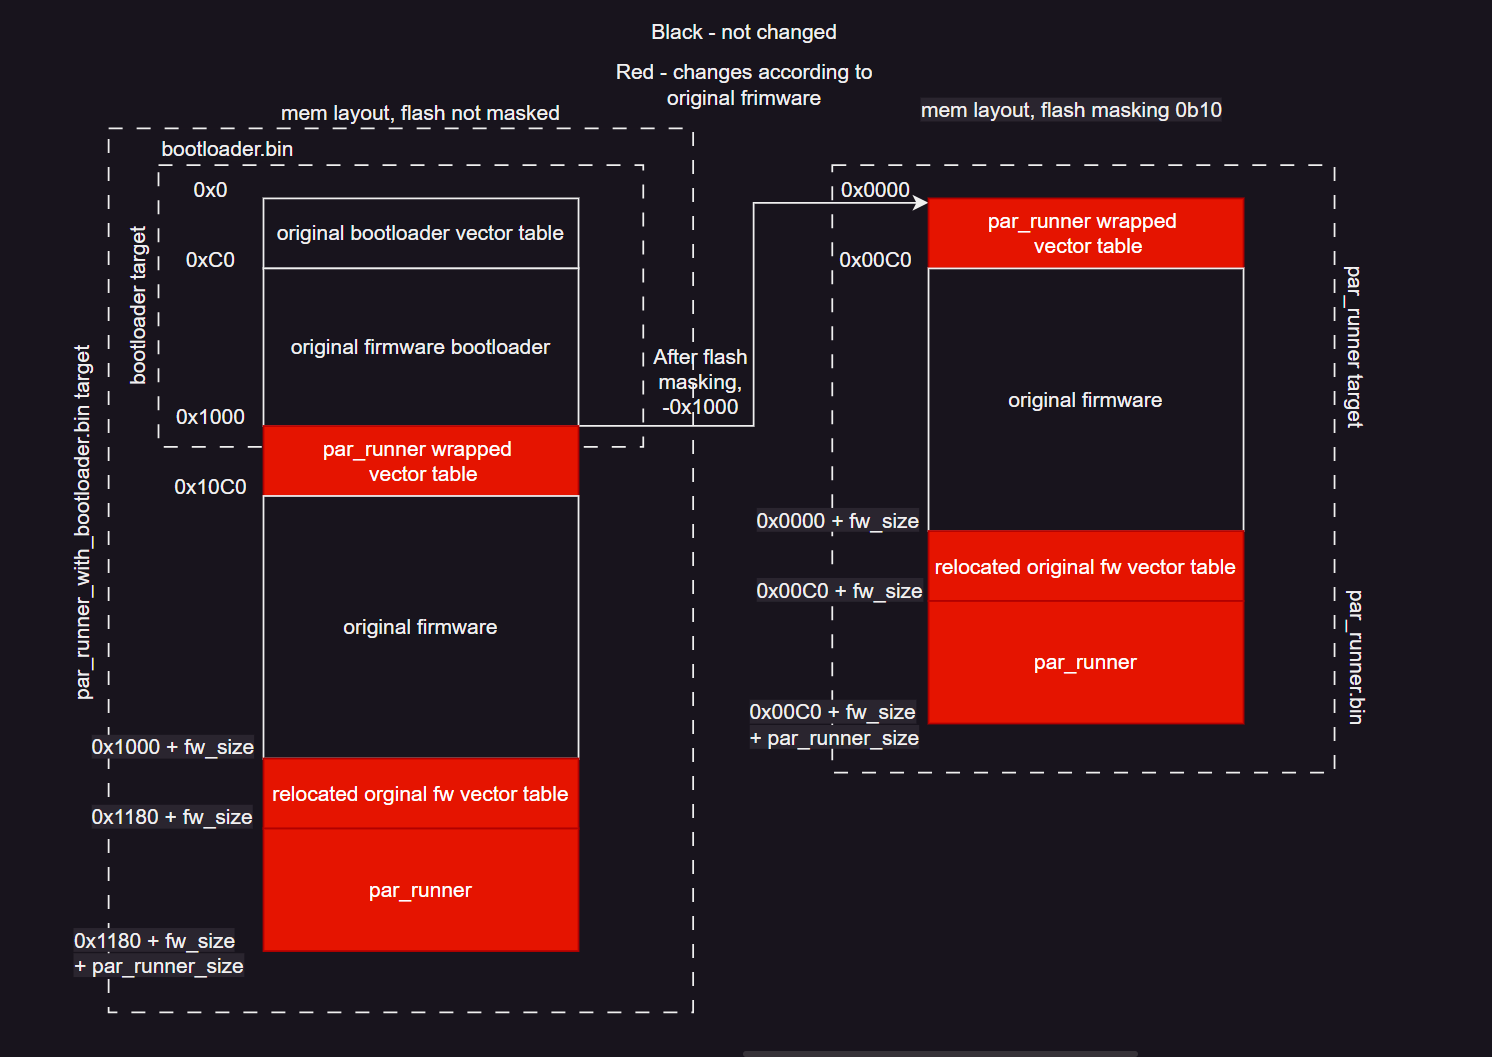 Black - not changed
Red - changes according to
original frimware
mem layout, flash not masked
mem layout, flash masking 0b10
bootloader.bin
0x0
original bootloader vector table
0xC0
bootloader target
original firmware bootloader
0x1000
par_runner wrapped
vector table
0x10C0
par_runner_with_bootloader.bin target
original firmware
0x1000 + fw_size
relocated orginal fw vector table
0x1180 + fw_size
par_runner
0x1180 + fw_size
+ par_runner_size
After flash
masking,
-0x1000
0x0000
par_runner wrapped
vector table
0x00C0
par_runner target
original firmware
0x0000 + fw_size
relocated original fw vector table
0x00C0 + fw_size
par_runner
par_runner.bin
0x00C0 + fw_size
+ par_runner_size